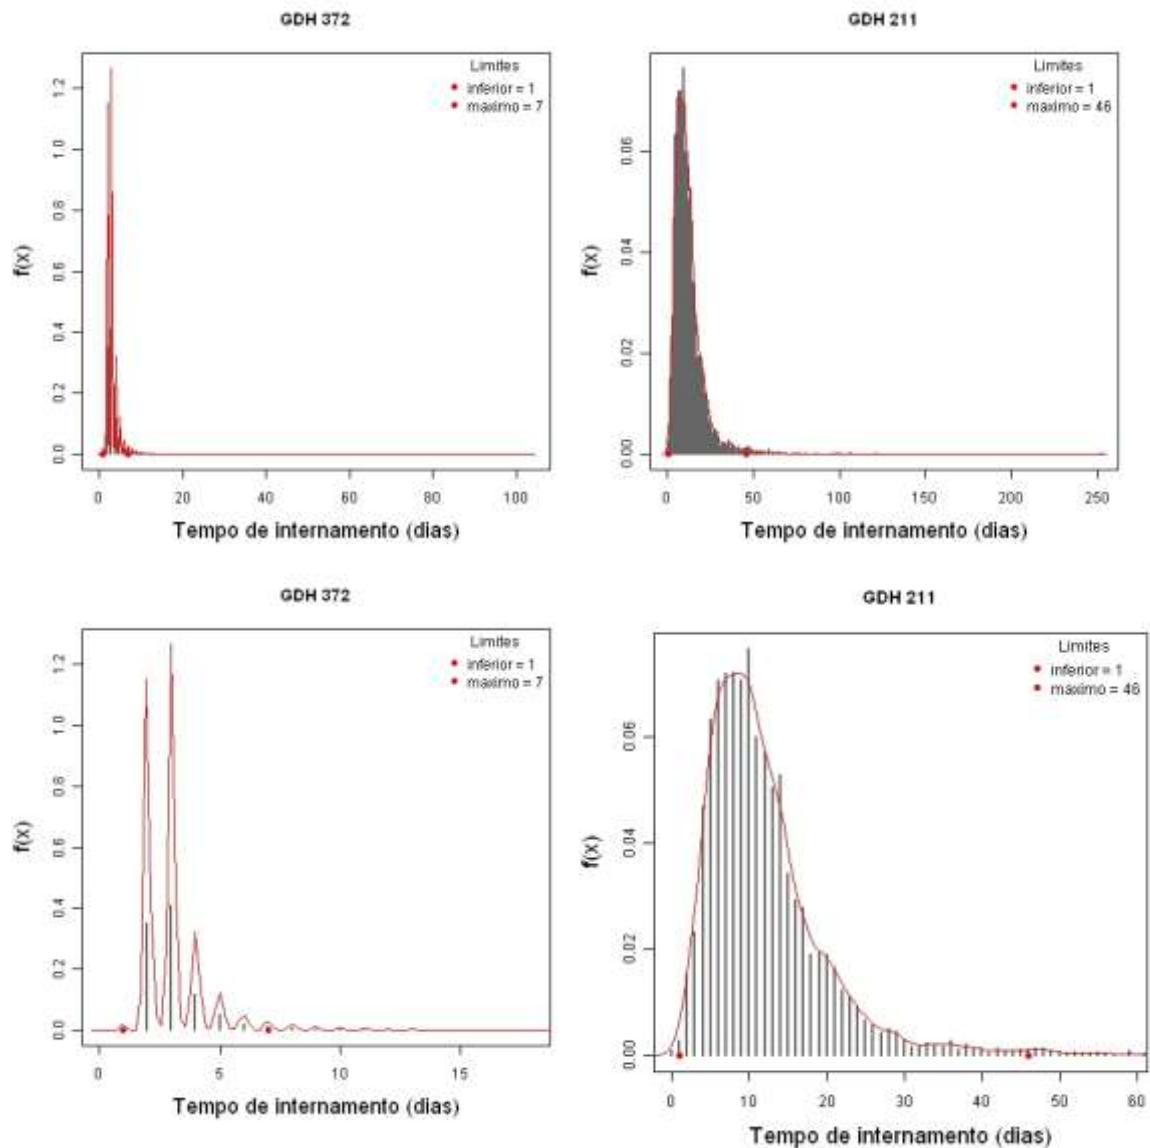 GDH 372
Limites
inferior = 1
maximo = 7
f(x)
0.0 0.2 0.4 0.6 0.8 1.0 1.2
0 20 40 60 80 100
Tempo de internamento (dias)
GDH 211
Limites
inferior = 1
maximo = 46
f(x)
0.00 0.02 0.04 0.06
0 50 100 150 200 250
Tempo de internamento (dias)
GDH 372
Limites
inferior = 1
maximo = 7
f(x)
0.0 0.2 0.4 0.6 0.8 1.0 1.2
0 5 10 15
Tempo de internamento (dias)
GDH 211
Limites
inferior = 1
maximo = 46
f(x)
0.00 0.02 0.04 0.06
0 10 20 30 40 50 60
Tempo de internamento (dias)